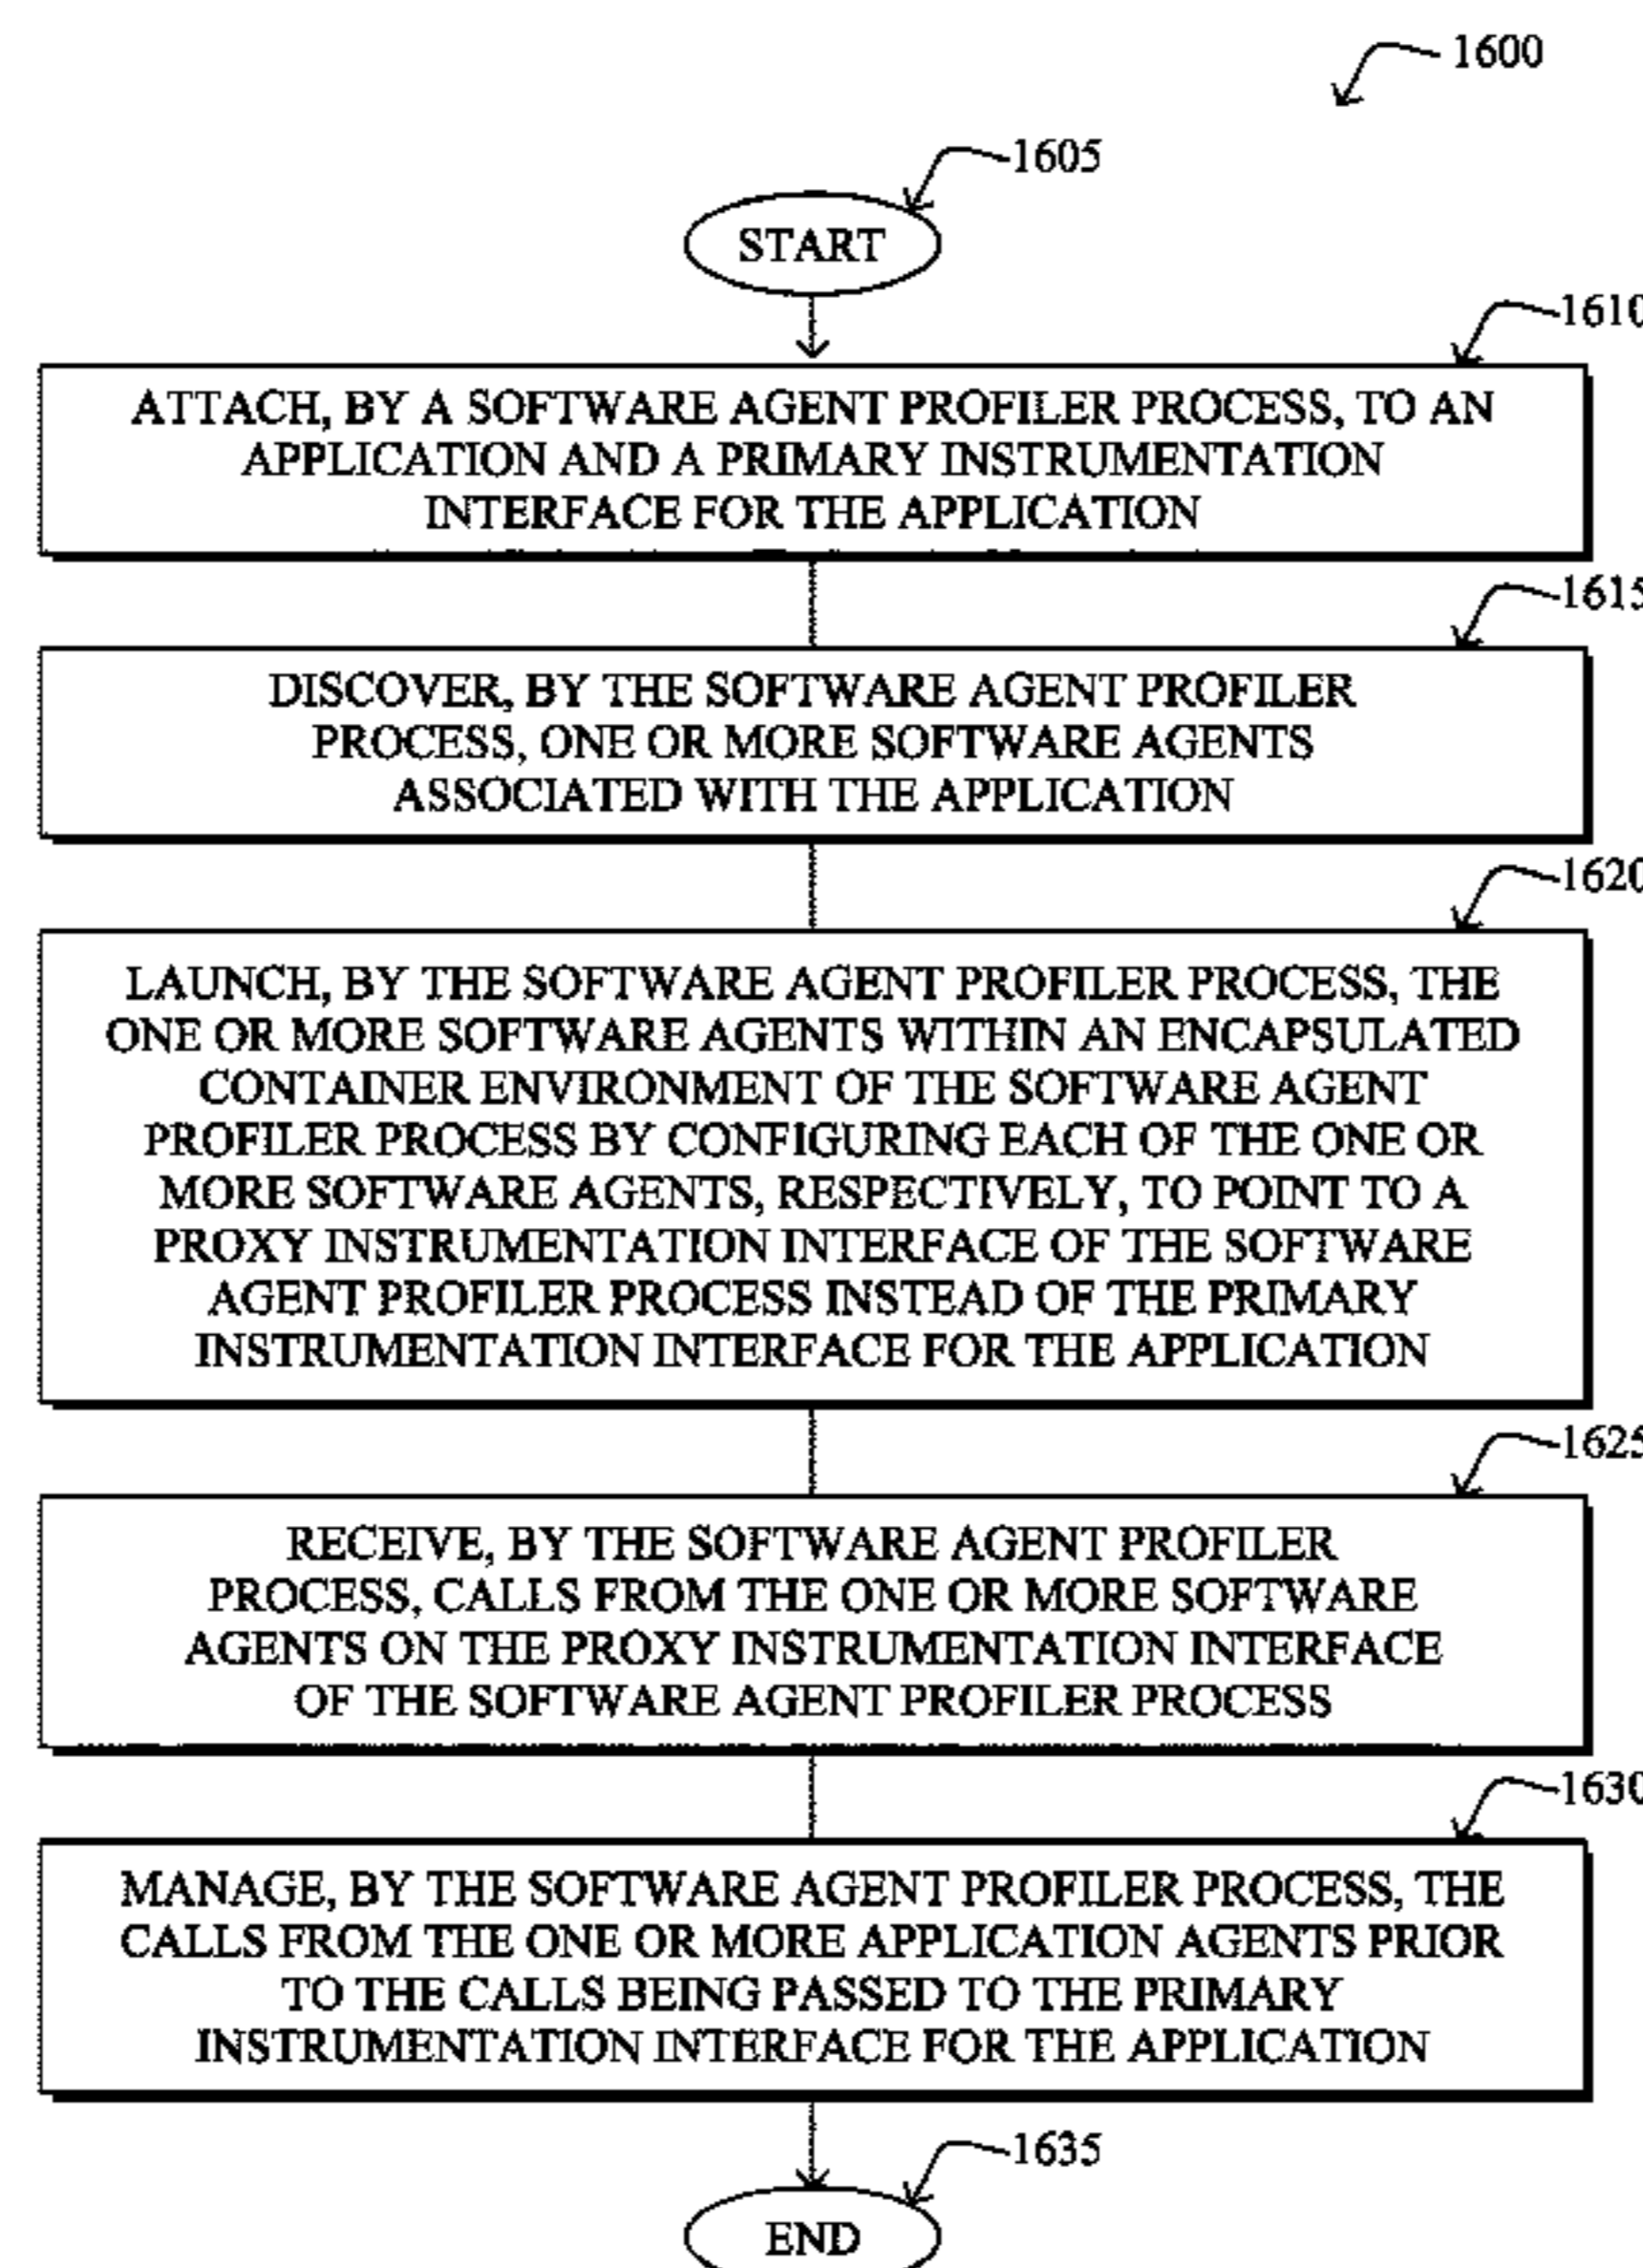 1600
1605
START
1610
ATTACH, BY A SOFTWARE AGENT PROFILER PROCESS, TO AN
APPLICATION AND A PRIMARY INSTRUMENTATION
INTERFACE FOR THE APPLICATION
1615
DISCOVER, BY THE SOFTWARE AGENT PROFILER
PROCESS, ONE OR MORE SOFTWARE AGENTS
ASSOCIATED WITH THE APPLICATION
1620
LAUNCH, BY THE SOFTWARE AGENT PROFILER PROCESS, THE
ONE OR MORE SOFTWARE AGENTS WITHIN AN ENCAPSULATED
CONTAINER ENVIRONMENT OF THE SOFTWARE AGENT
PROFILER PROCESS BY CONFIGURING EACH OF THE ONE OR
MORE SOFTWARE AGENTS, RESPECTIVELY, TO POINT TO A
PROXY INSTRUMENTATION INTERFACE OF THE SOFTWARE
AGENT PROFILER PROCESS INSTEAD OF THE PRIMARY
INSTRUMENTATION INTERFACE FOR THE APPLICATION
1625
RECEIVE, BY THE SOFTWARE AGENT PROFILER
PROCESS, CALLS FROM THE ONE OR MORE SOFTWARE
AGENTS ON THE PROXY INSTRUMENTATION INTERFACE
OF THE SOFTWARE AGENT PROFILER PROCESS
1630
MANAGE, BY THE SOFTWARE AGENT PROFILER PROCESS, THE
CALLS FROM THE ONE OR MORE APPLICATION AGENTS PRIOR
TO THE CALLS BEING PASSED TO THE PRIMARY
INSTRUMENTATION INTERFACE FOR THE APPLICATION
1635
END